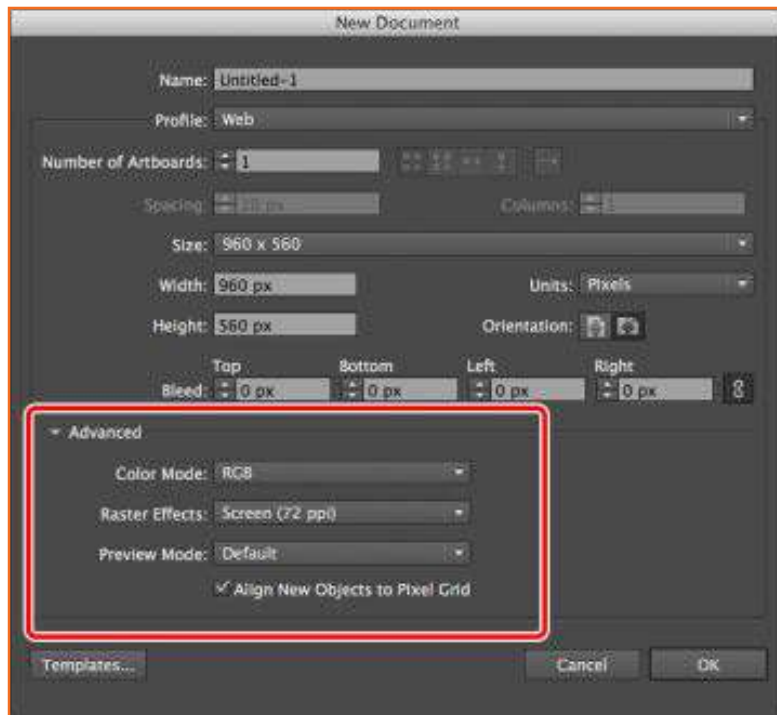 New Document
Name: Untitled-1
Profile: Web
Number of Artboards: 1
Spacing: 20 px Columns: 1
Size: 960 x 560
Width: 960 px Units: Pixels
Height: 560 px Orientation:
Top Bottom Left Right
Bleed: 0 px 0 px 0 px 0 px
Advanced
Color Mode: RGB
Raster Effects: Screen (72 ppi)
Preview Mode: Default
Align New Objects to Pixel Grid
Templates... Cancel OK